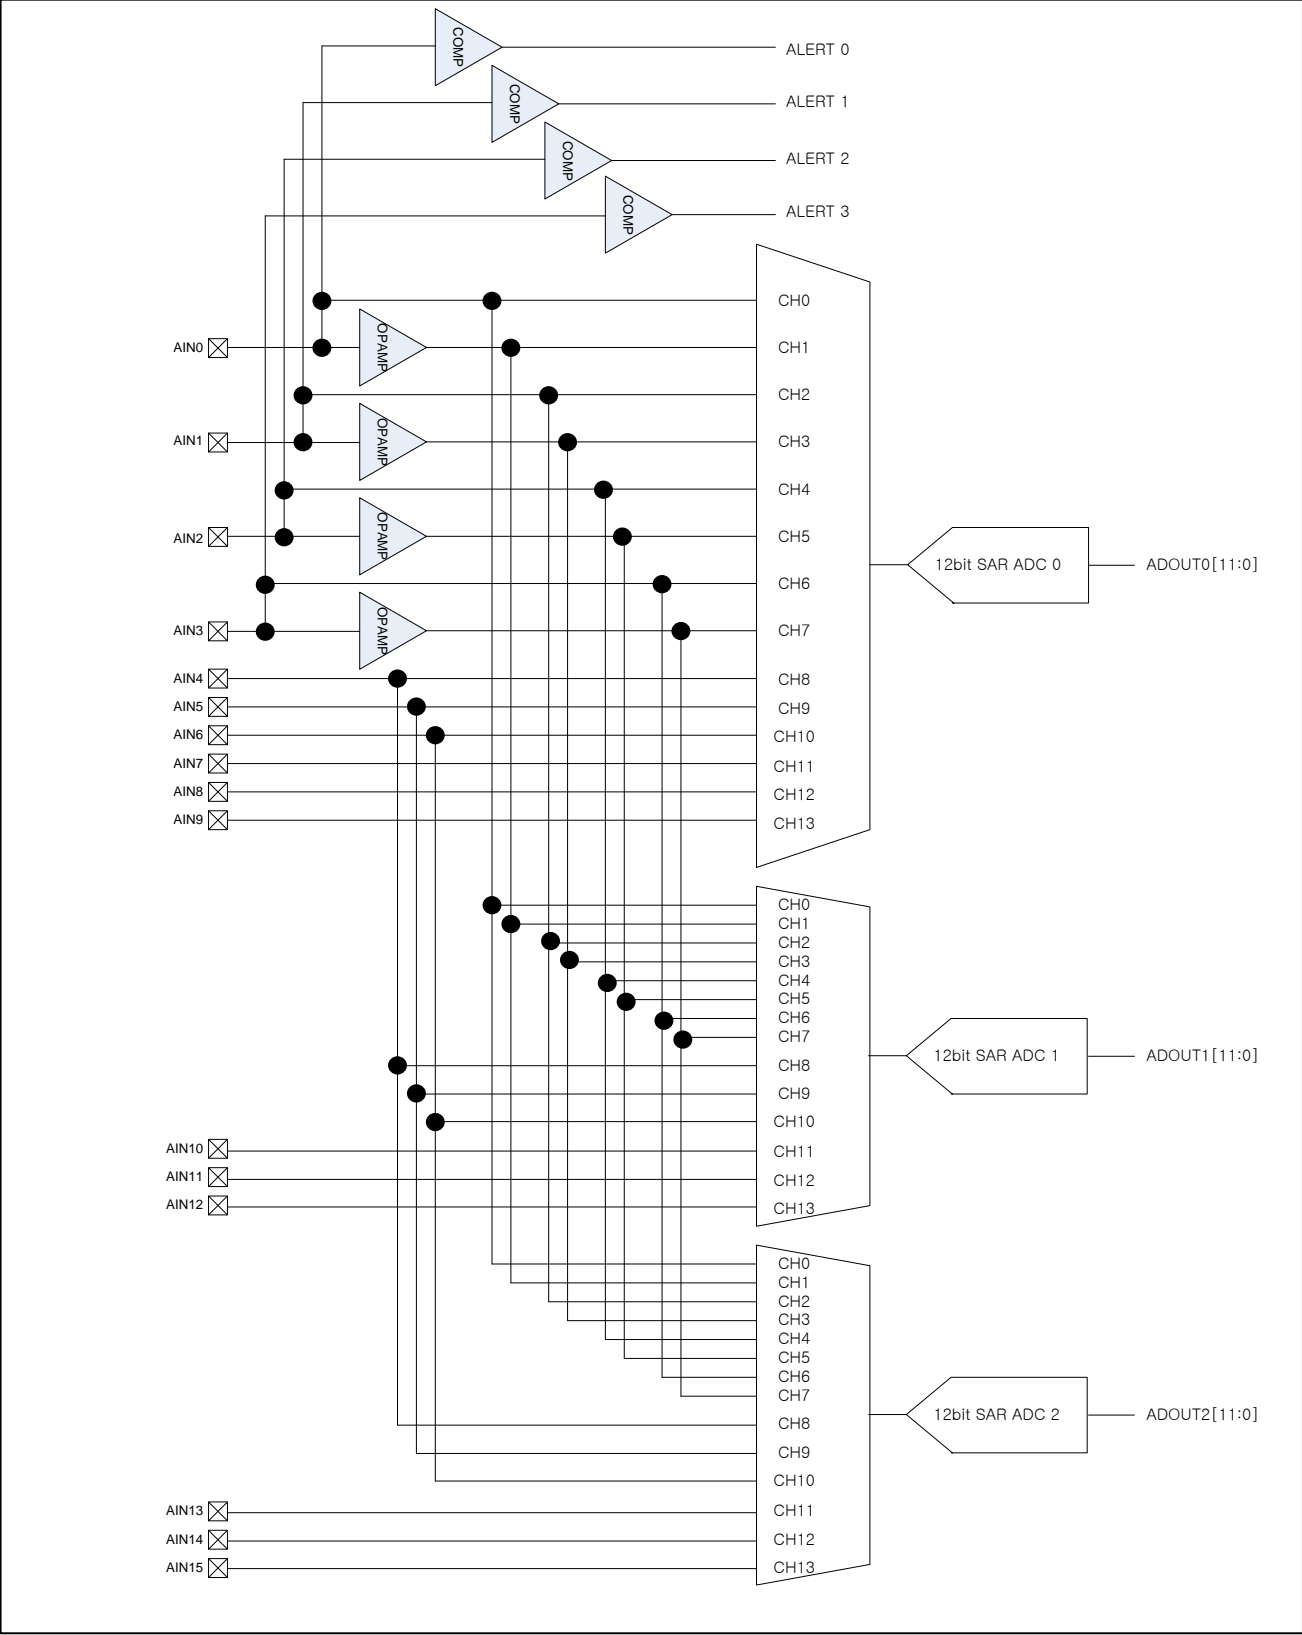 COMP
ALERT 0
COMP
ALERT 1
COMP
ALERT 2
COMP
ALERT 3
CH0
AIN0
OPAMP
CH1
CH2
AIN1
OPAMP
CH3
CH4
AIN2
OPAMP
CH5
12bit SAR ADC 0
ADOUT0[11:0]
CH6
AIN3
OPAMP
CH7
AIN4
CH8
AIN5
CH9
AIN6
CH10
AIN7
CH11
AIN8
CH12
AIN9
CH13
CH0
CH1
CH2
CH3
CH4
CH5
CH6
CH7
12bit SAR ADC 1
ADOUT1[11:0]
CH8
CH9
CH10
AIN10
CH11
AIN11
CH12
AIN12
CH13
CH0
CH1
CH2
CH3
CH4
CH5
CH6
CH7
12bit SAR ADC 2
ADOUT2[11:0]
CH8
CH9
CH10
AIN13
CH11
AIN14
CH12
AIN15
CH13